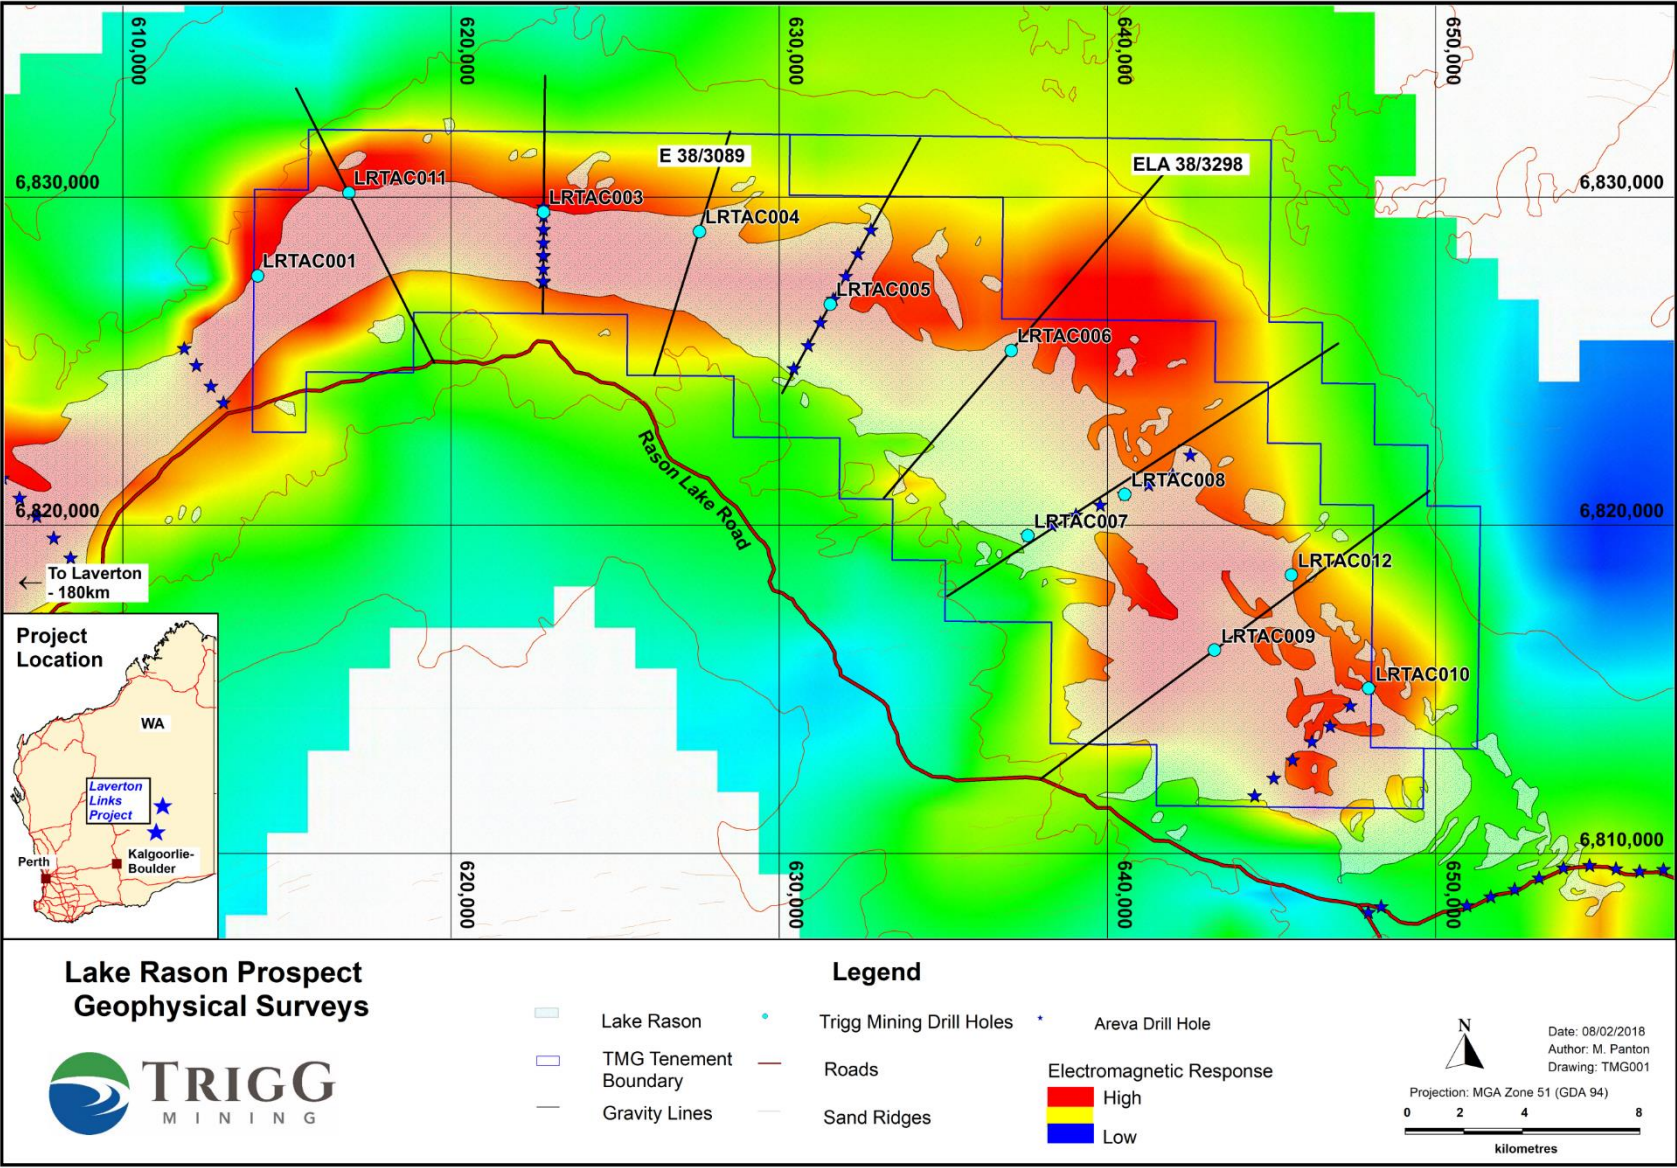 610,000
620,000
630,000
640,000
650,000
E 38/3089
ELA 38/3298
6,830,000
6,830,000
LRTAC011
LRTAC003
LRTAC004
LRTAC001
LRTAC005
LRTAC006
Rason Lake Road
LRTAC008
6,820,000
6,820,000
LRTAC007
LRTAC012
To Laverton
- 180km
LRTAC009
LRTAC010
Project
Location
WA
Laverton
Links
Project
Perth
Kalgoorlie-
Boulder
6,810,000
620,000
630,000
640,000
650,000
Lake Rason Prospect
Geophysical Surveys
TRIGG
MINING
Legend
Lake Rason
Trigg Mining Drill Holes
Areva Drill Hole
TMG Tenement
Boundary
Roads
Gravity Lines
Sand Ridges
Electromagnetic Response
High
Low
N
Date: 08/02/2018
Author: M. Panton
Drawing: TMG001
Projection: MGA Zone 51 (GDA 94)
0 2 4 8
kilometres